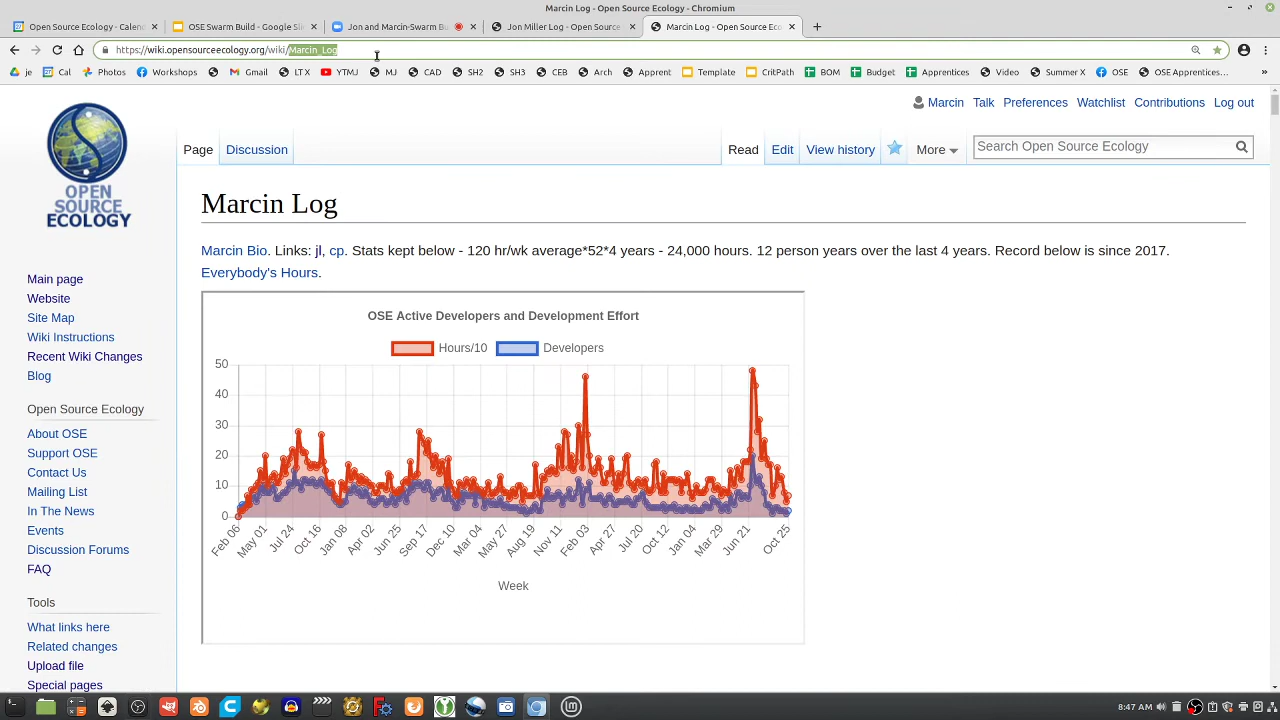 Marcin Log - Open Source Ecology - Chromium
Open Source Ecology - Calend
OSE Swarm Build - Google Sli
Jon and Marcin-Swarm Bu
Jon Miller Log - Open Source
Marcin Log - Open Source Eco
https://wiki.opensourceecology.org/wiki/Marcin_Log
je Cal Photos Workshops Gmail LT X YTMJ MJ CAD SH2 SH3 CEB Arch Apprent Template CritPath BOM Budget Apprentices Video Summer X OSE OSE Apprentices... »
Marcin Talk Preferences Watchlist Contributions Log out
Page Discussion Read Edit View history More Search Open Source Ecology
OPEN
SOURCE
ECOLOGY
Marcin Log
Marcin Bio. Links: jl, cp. Stats kept below - 120 hr/wk average*52*4 years - 24,000 hours. 12 person years over the last 4 years. Record below is since 2017.
Everybody's Hours.
Main page
Website
Site Map
Wiki Instructions
Recent Wiki Changes
Blog
Open Source Ecology
About OSE
Support OSE
Contact Us
Mailing List
In The News
Events
Discussion Forums
FAQ
Tools
What links here
Related changes
Upload file
Special pages
OSE Active Developers and Development Effort
Hours/10 Developers
50
40
30
20
10
0
Feb 06 May 01 Jul 24 Oct 16 Jan 08 Apr 02 Jun 25 Sep 17 Dec 10 Mar 04 May 27 Aug 19 Nov 11 Feb 03 Apr 27 Jul 20 Oct 12 Jan 04 Mar 29 Jun 21 Oct 25
Week
8:47 AM